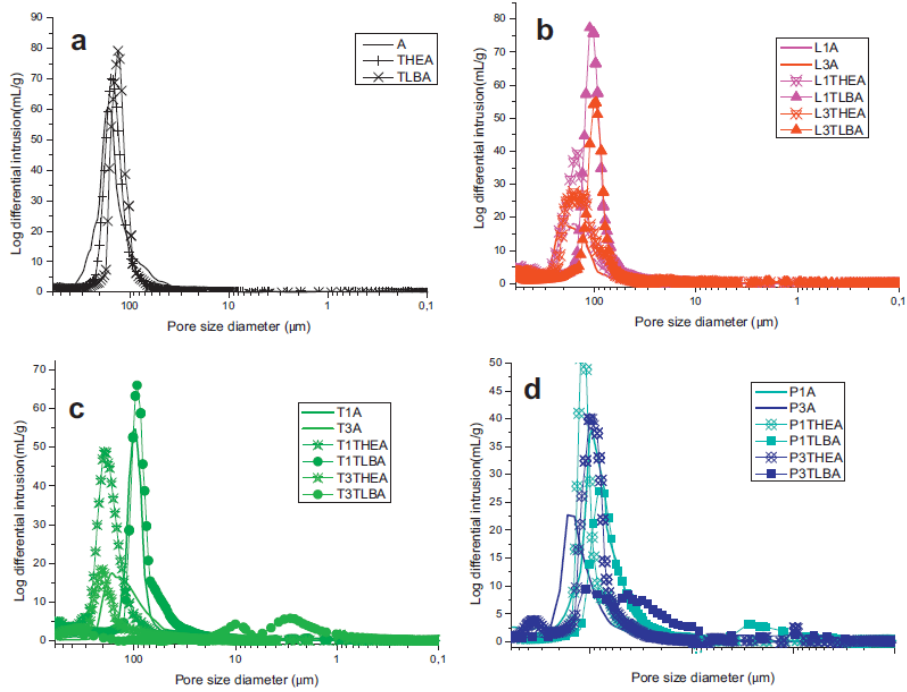 a
A
THEA
TLBA
90
80
70
60
50
40
30
20
10
0
100 10 1 0,1
Log differential intrusion(mL/g)
Pore size diameter (μm)
b
L1A
L3A
L1THEA
L1TLBA
L3THEA
L3TLBA
80
70
60
50
40
30
20
10
0
100 10 1 0,1
Log differential intrusion(mL/g)
Pore size diameter (μm)
c
T1A
T3A
T1THEA
T1TLBA
T3THEA
T3TLBA
70
60
50
40
30
20
10
0
100 10 1 0,1
Log differential intrusion(mL/g)
Pore size diameter (μm)
d
P1A
P3A
P1THEA
P1TLBA
P3THEA
P3TLBA
50
45
40
35
30
25
20
15
10
5
0
Log differential intrusion(mL/g)
Pore size diameter (μm)